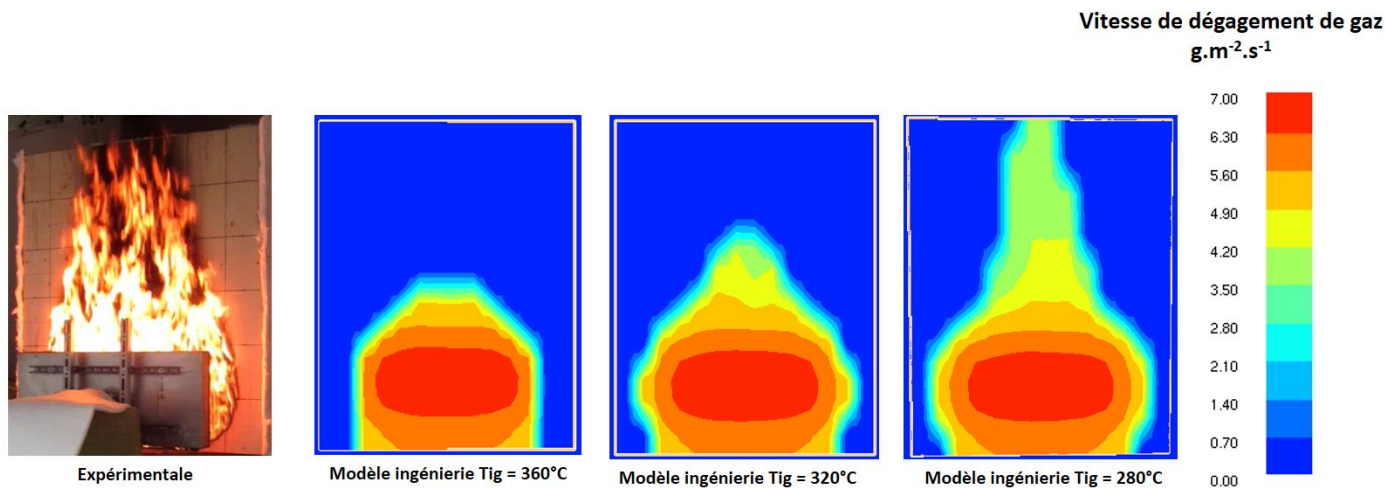 Vitesse de dégagement de gaz
g.m⁻².s⁻¹
7.00
6.30
5.60
4.90
4.20
3.50
2.80
2.10
1.40
0.70
0.00
Expérimentale
Modèle ingénierie Tig = 360°C
Modèle ingénierie Tig = 320°C
Modèle ingénierie Tig = 280°C